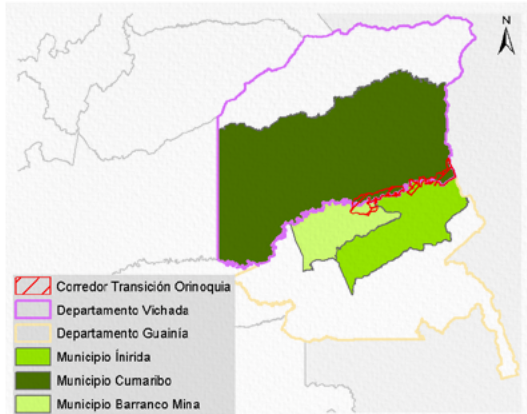 N
Corredor Transición Orinoquia
Departamento Vichada
Departamento Guainía
Municipio Ínirida
Municipio Cumaribo
Municipio Barranco Mina